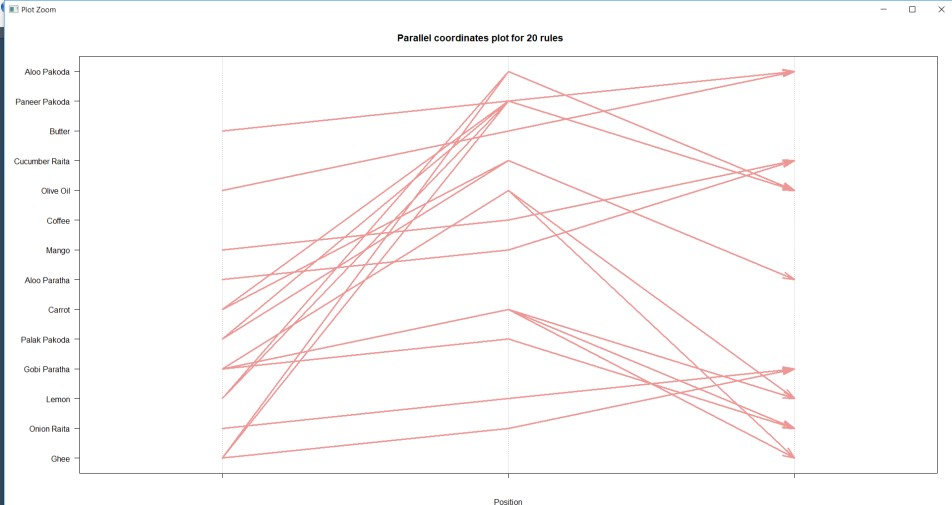 Plot Zoom
Parallel coordinates plot for 20 rules
Aloo Pakoda
Paneer Pakoda
Butter
Cucumber Raita
Olive Oil
Coffee
Mango
Aloo Paratha
Carrot
Palak Pakoda
Gobi Paratha
Lemon
Onion Raita
Ghee
Position